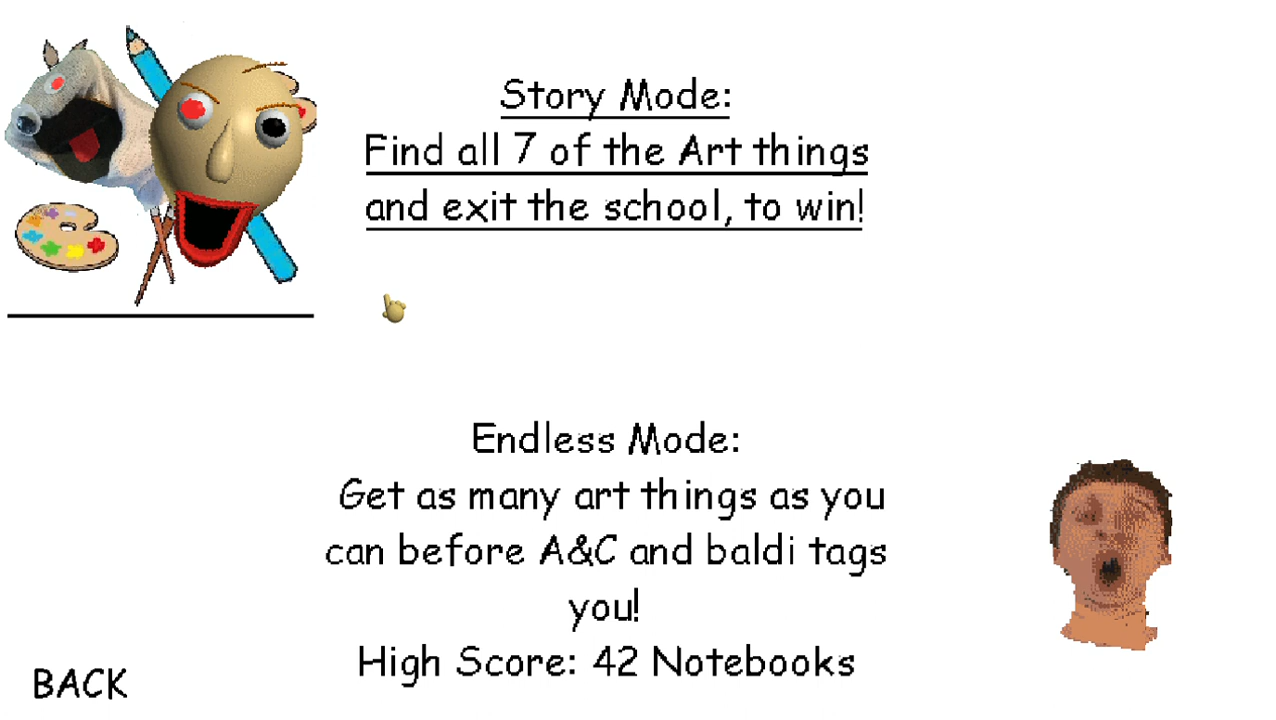 Story Mode:
Find all 7 of the Art things
and exit the school, to win!
Endless Mode:
Get as many art things as you
can before A&C and baldi tags
you!
High Score: 42 Notebooks
BACK